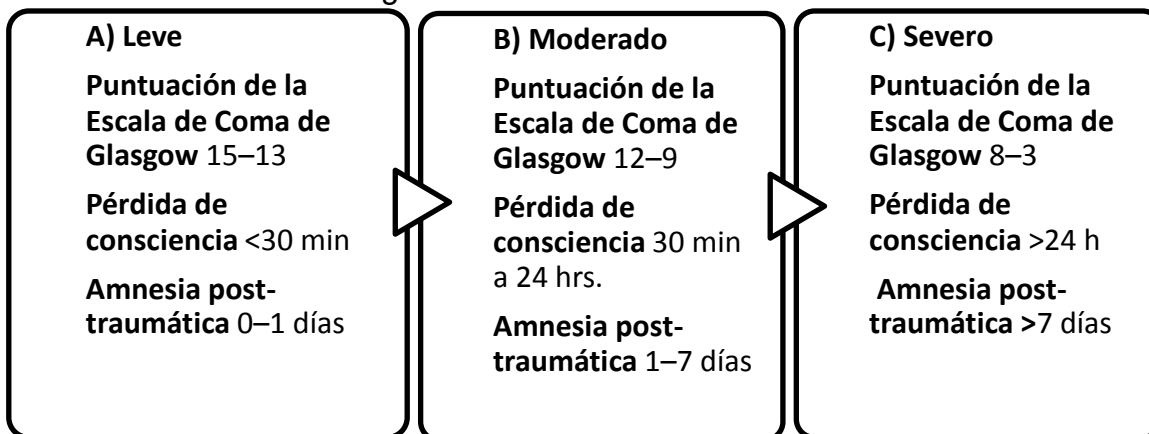 A) Leve
Puntuación de la
Escala de Coma de
Glasgow 15–13
Pérdida de
consciencia <30 min
Amnesia post-
traumática 0–1 días
B) Moderado
Puntuación de la
Escala de Coma de
Glasgow 12–9
Pérdida de
consciencia 30 min
a 24 hrs.
Amnesia post-
traumática 1–7 días
C) Severo
Puntuación de la
Escala de Coma de
Glasgow 8–3
Pérdida de
consciencia >24 h
Amnesia post-
traumática >7 días